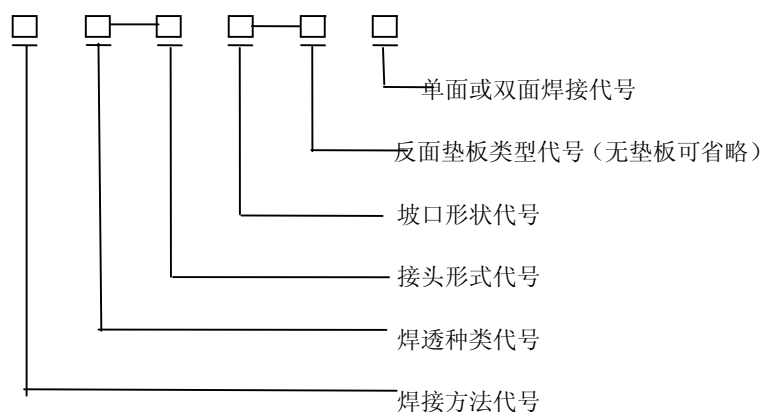 单面或双面焊接代号
反面垫板类型代号（无垫板可省略）
坡口形状代号
接头形式代号
焊透种类代号
焊接方法代号